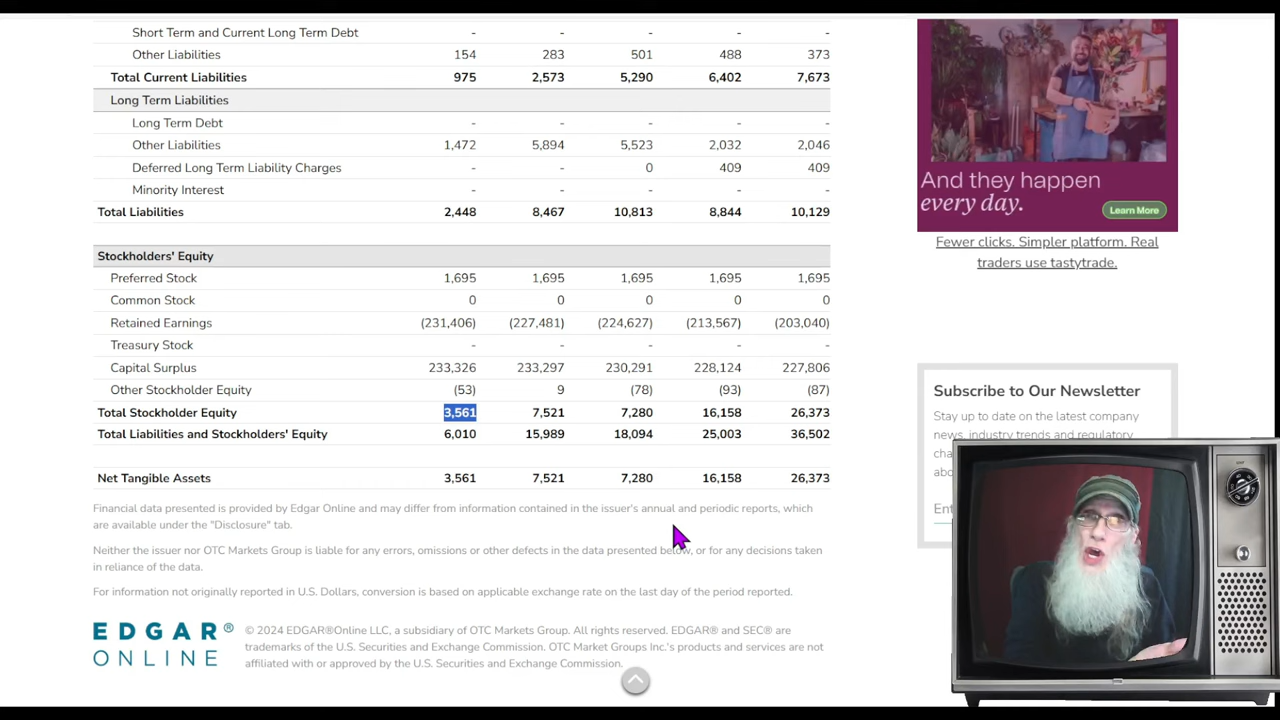 Short Term and Current Long Term Debt - - - - -
Other Liabilities 154 283 501 488 373
Total Current Liabilities 975 2,573 5,290 6,402 7,673
Long Term Liabilities
Long Term Debt - - - - -
Other Liabilities 1,472 5,894 5,523 2,032 2,046
Deferred Long Term Liability Charges - - 0 409 409
Minority Interest - - - - -
Total Liabilities 2,448 8,467 10,813 8,844 10,129
Stockholders' Equity
Preferred Stock 1,695 1,695 1,695 1,695 1,695
Common Stock 0 0 0 0 0
Retained Earnings (231,406) (227,481) (224,627) (213,567) (203,040)
Treasury Stock - - - - -
Capital Surplus 233,326 233,297 230,291 228,124 227,806
Other Stockholder Equity (53) 9 (78) (93) (87)
Total Stockholder Equity 3,561 7,521 7,280 16,158 26,373
Total Liabilities and Stockholders' Equity 6,010 15,989 18,094 25,003 36,502
Net Tangible Assets 3,561 7,521 7,280 16,158 26,373
Financial data presented is provided by Edgar Online and may differ from information contained in the issuer's annual and periodic reports, which
are available under the "Disclosure" tab.
Neither the issuer nor OTC Markets Group is liable for any errors, omissions or other defects in the data presented below, or for any decisions taken
in reliance of the data.
For information not originally reported in U.S. Dollars, conversion is based on applicable exchange rate on the last day of the period reported.
EDGAR®
ONLINE
© 2024 EDGAR®Online LLC, a subsidiary of OTC Markets Group. All rights reserved. EDGAR® and SEC® are
trademarks of the U.S. Securities and Exchange Commission. OTC Market Groups Inc.'s products and services are not
affiliated with or approved by the U.S. Securities and Exchange Commission.
And they happen
every day.
Learn More
Fewer clicks. Simpler platform. Real
traders use tastytrade.
Subscribe to Our Newsletter
Stay up to date on the latest company
news, industry trends and regulatory